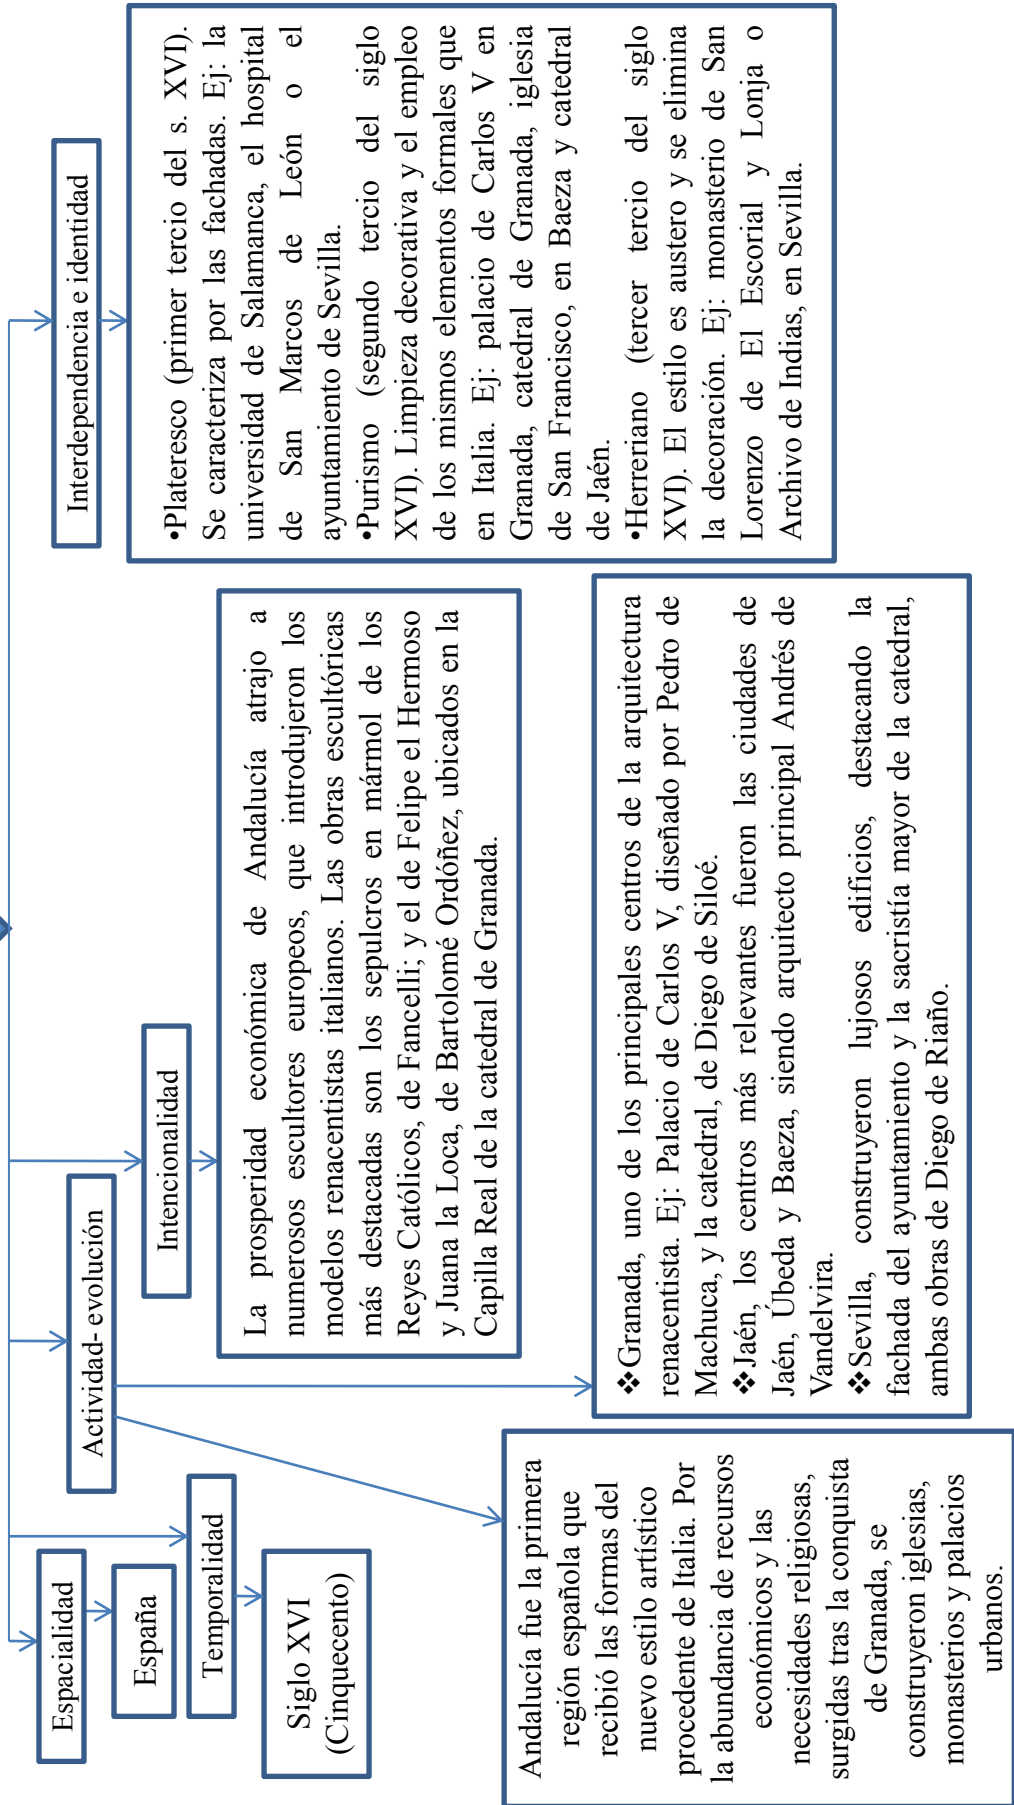 Espacialidad
España
Temporalidad
Siglo XVI
(Cinquecento)
Actividad- evolución
Andalucía fue la primera
región española que
recibió las formas del
nuevo estilo artístico
procedente de Italia. Por
la abundancia de recursos
económicos y las
necesidades religiosas,
surgidas tras la conquista
de Granada, se
construyeron iglesias,
monasterios y palacios
urbanos.
❖Granada, uno de los principales centros de la arquitectura
renacentista. Ej: Palacio de Carlos V, diseñado por Pedro de
Machuca, y la catedral, de Diego de Siloé.
❖Jaén, los centros más relevantes fueron las ciudades de
Jaén, Úbeda y Baeza, siendo arquitecto principal Andrés de
Vandelvira.
❖Sevilla, construyeron lujosos edificios, destacando la
fachada del ayuntamiento y la sacristía mayor de la catedral,
ambas obras de Diego de Riaño.
Intencionalidad
La prosperidad económica de Andalucía atrajo a
numerosos escultores europeos, que introdujeron los
modelos renacentistas italianos. Las obras escultóricas
más destacadas son los sepulcros en mármol de los
Reyes Católicos, de Fancelli; y el de Felipe el Hermoso
y Juana la Loca, de Bartolomé Ordóñez, ubicados en la
Capilla Real de la catedral de Granada.
Interdependencia e identidad
•Plateresco (primer tercio del s. XVI).
Se caracteriza por las fachadas. Ej: la
universidad de Salamanca, el hospital
de San Marcos de León o el
ayuntamiento de Sevilla.
•Purismo (segundo tercio del siglo
XVI). Limpieza decorativa y el empleo
de los mismos elementos formales que
en Italia. Ej: palacio de Carlos V en
Granada, catedral de Granada, iglesia
de San Francisco, en Baeza y catedral
de Jaén.
•Herreriano (tercer tercio del siglo
XVI). El estilo es austero y se elimina
la decoración. Ej: monasterio de San
Lorenzo de El Escorial y Lonja o
Archivo de Indias, en Sevilla.